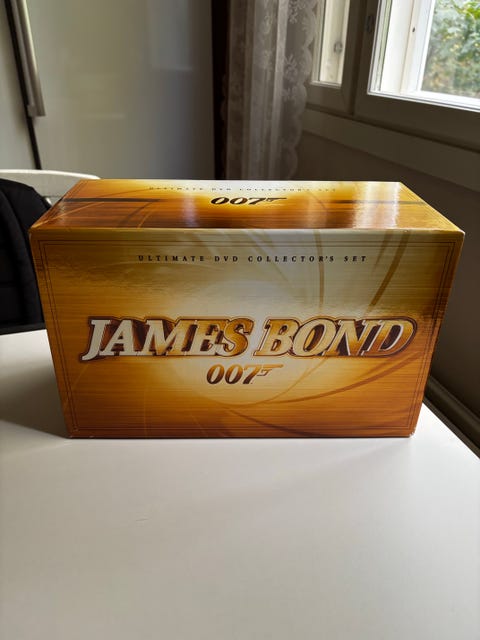 ULTIMATE DVD COLLECTOR'S SET
007
ULTIMATE DVD COLLECTOR'S SET
JAMES BOND
007